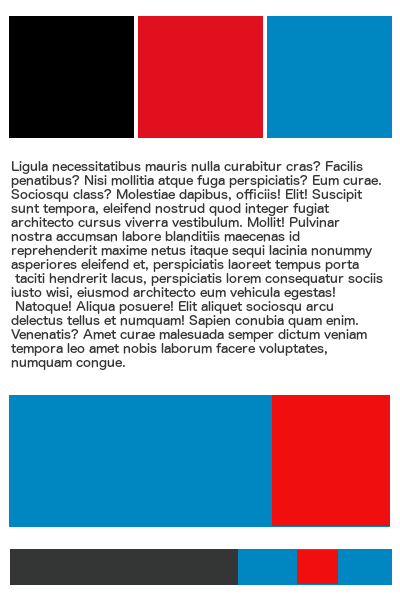 Ligula necessitatibus mauris nulla curabitur cras? Facilis
penatibus? Nisi mollitia atque fuga perspiciatis? Eum curae.
Sociosqu class? Molestiae dapibus, officiis! Elit! Suscipit
sunt tempora, eleifend nostrud quod integer fugiat
architecto cursus viverra vestibulum. Mollit! Pulvinar
nostra accumsan labore blanditiis maecenas id
reprehenderit maxime netus itaque sequi lacinia nonummy
asperiores eleifend et, perspiciatis laoreet tempus porta
taciti hendrerit lacus, perspiciatis lorem consequatur sociis
iusto wisi, eiusmod architecto eum vehicula egestas!
Natoque! Aliqua posuere! Elit aliquet sociosqu arcu
delectus tellus et numquam! Sapien conubia quam enim.
Venenatis? Amet curae malesuada semper dictum veniam
tempora leo amet nobis laborum facere voluptates,
numquam congue.